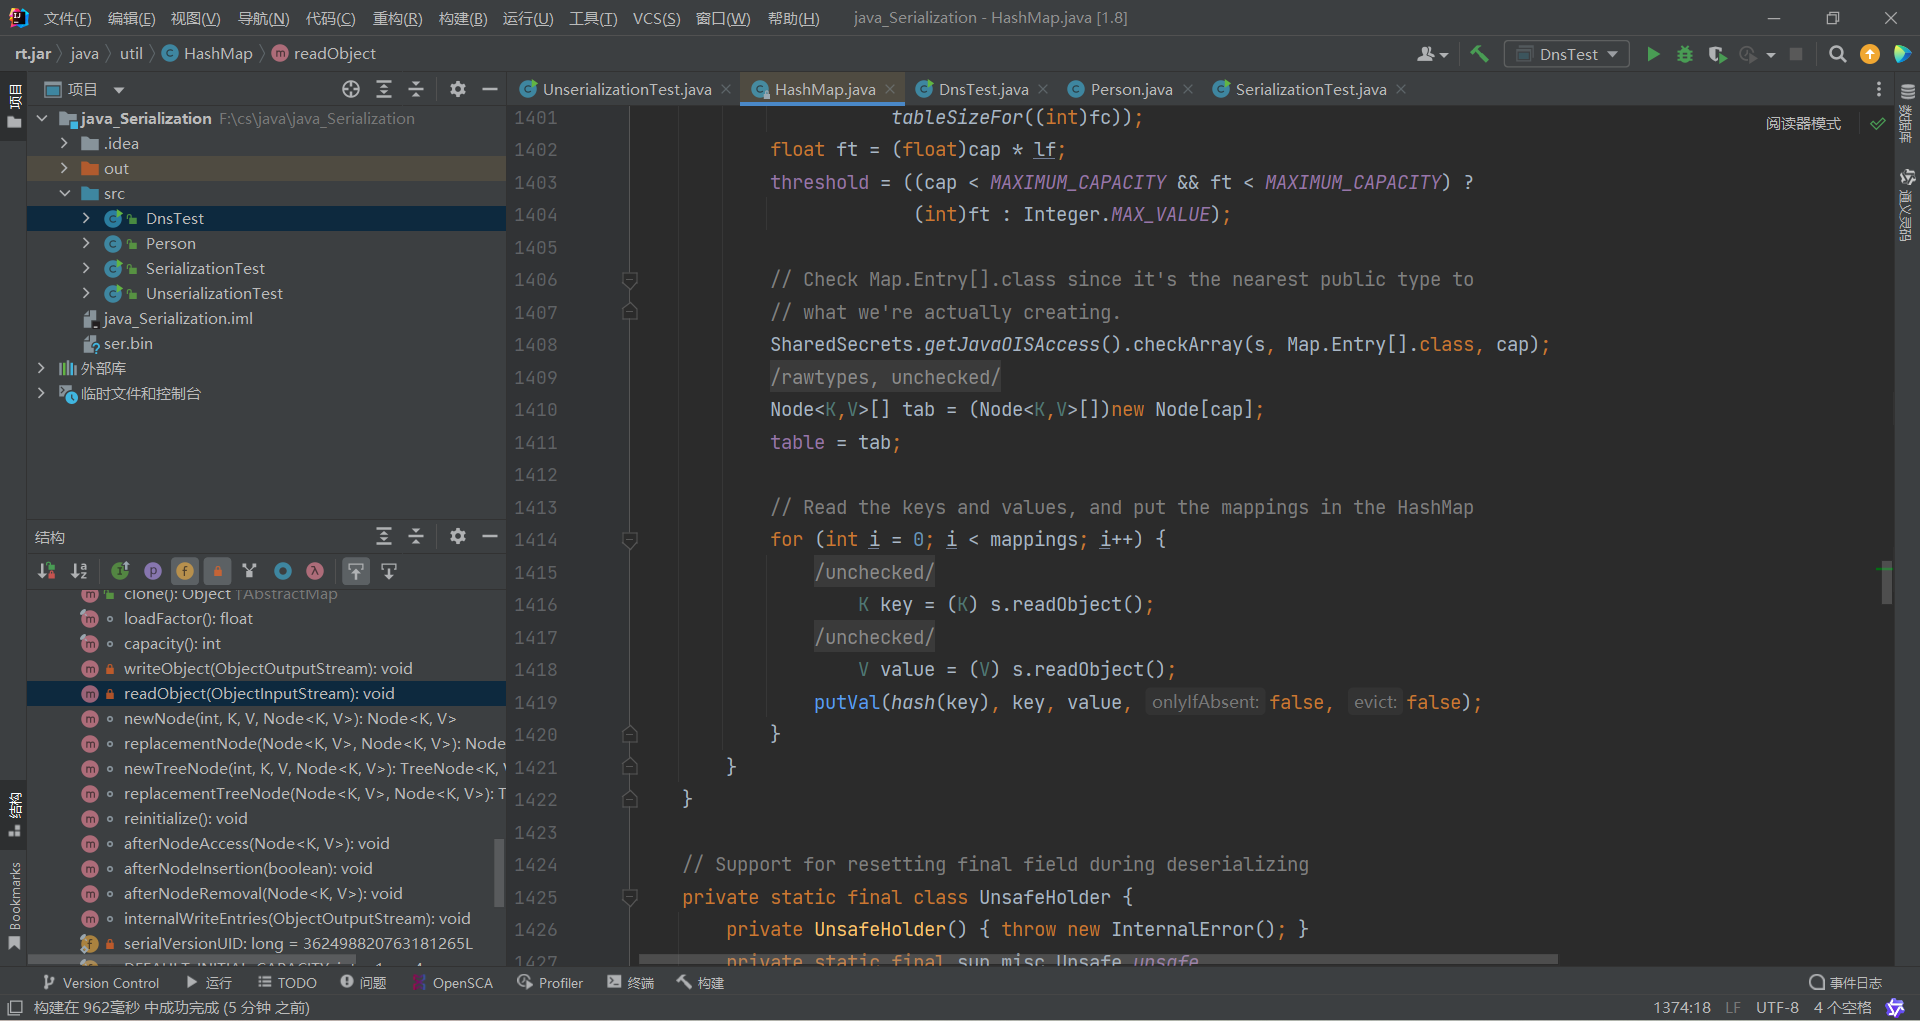 文件(F) 编辑(E) 视图(V) 导航(N) 代码(C) 重构(R) 构建(B) 运行(U) 工具(T) VCS(S) 窗口(W) 帮助(H) java_Serialization - HashMap.java [1.8]
rt.jar java util HashMap readObject DnsTest
项目
UnserializationTest.java HashMap.java DnsTest.java Person.java SerializationTest.java
java_Serialization F:\cs\java\java_Serialization
.idea
out
src
DnsTest
Person
SerializationTest
UnserializationTest
java_Serialization.iml
ser.bin
外部库
临时文件和控制台
结构
clone(): Object ↑AbstractMap
loadFactor(): float
capacity(): int
writeObject(ObjectOutputStream): void
readObject(ObjectInputStream): void
newNode(int, K, V, Node<K, V>): Node<K, V>
replacementNode(Node<K, V>, Node<K, V>): Node
newTreeNode(int, K, V, Node<K, V>): TreeNode<K, V
replacementTreeNode(Node<K, V>, Node<K, V>): T
reinitialize(): void
afterNodeAccess(Node<K, V>): void
afterNodeInsertion(boolean): void
afterNodeRemoval(Node<K, V>): void
internalWriteEntries(ObjectOutputStream): void
serialVersionUID: long = 362498820763181265L
项目
结构
Bookmarks
阅读器模式
1401 tableSizeFor((int)fc));
1402 float ft = (float)cap * lf;
1403 threshold = ((cap < MAXIMUM_CAPACITY && ft < MAXIMUM_CAPACITY) ?
1404 (int)ft : Integer.MAX_VALUE);
1405
1406 // Check Map.Entry[].class since it's the nearest public type to
1407 // what we're actually creating.
1408 SharedSecrets.getJavaOISAccess().checkArray(s, Map.Entry[].class, cap);
1409 /rawtypes, unchecked/
1410 Node<K,V>[] tab = (Node<K,V>[])new Node[cap];
1411 table = tab;
1412
1413 // Read the keys and values, and put the mappings in the HashMap
1414 for (int i = 0; i < mappings; i++) {
1415 /unchecked/
1416 K key = (K) s.readObject();
1417 /unchecked/
1418 V value = (V) s.readObject();
1419 putVal(hash(key), key, value, onlyIfAbsent: false, evict: false);
1420 }
1421 }
1422 }
1423
1424 // Support for resetting final field during deserializing
1425 private static final class UnsafeHolder {
1426 private UnsafeHolder() { throw new InternalError(); }
1427 private static final sun.misc.Unsafe unsafe
数据库
通义灵码
Version Control 运行 TODO 问题 OpenSCA Profiler 终端 构建 事件日志
构建在 962毫秒 中成功完成 (5 分钟 之前) 1374:18 LF UTF-8 4 个空格